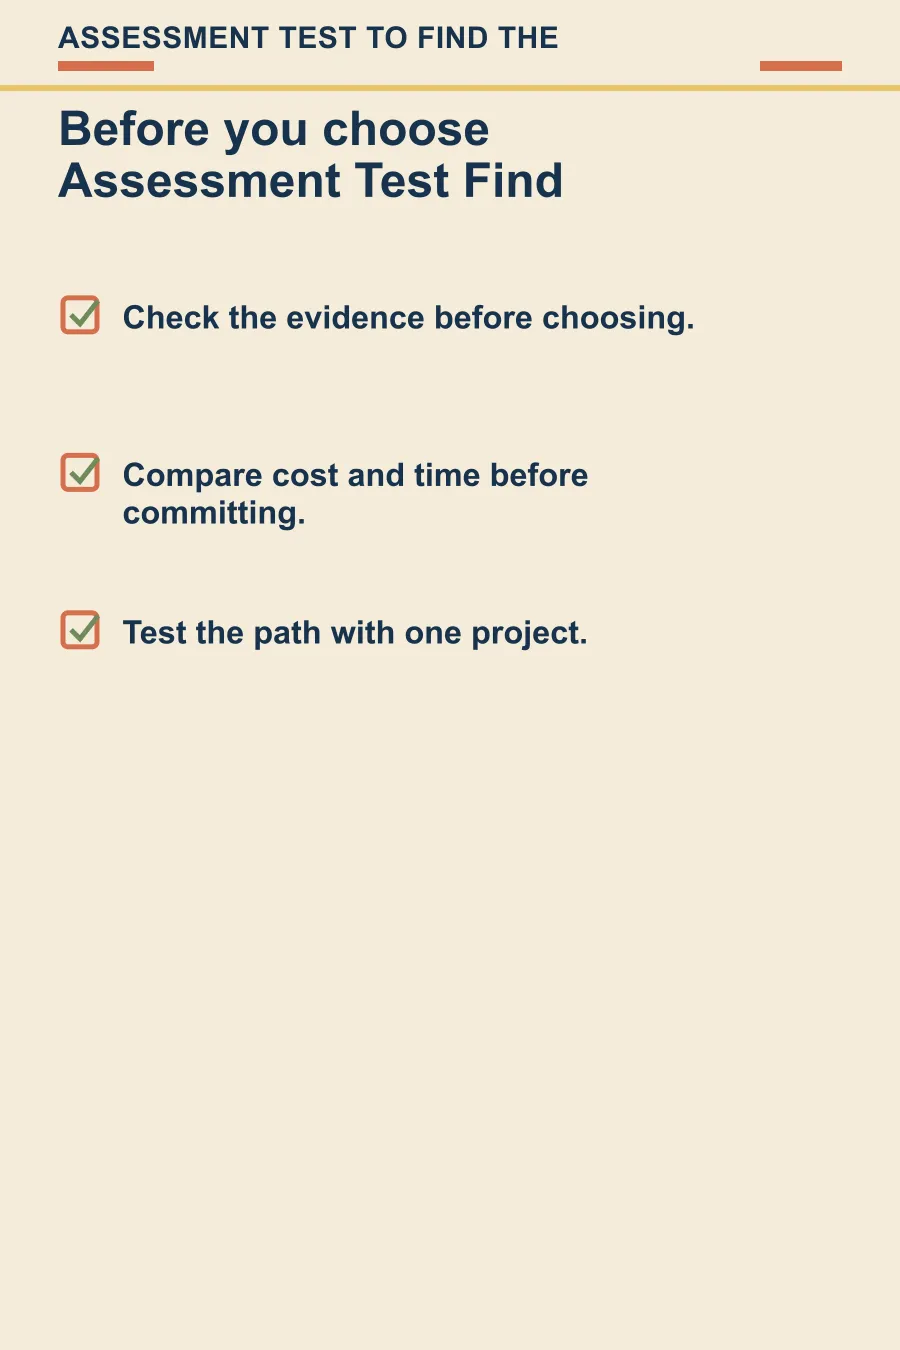 ASSESSMENT TEST TO FIND THE
Before you choose
Assessment Test Find
Check the evidence before choosing.
Compare cost and time before
committing.
Test the path with one project.